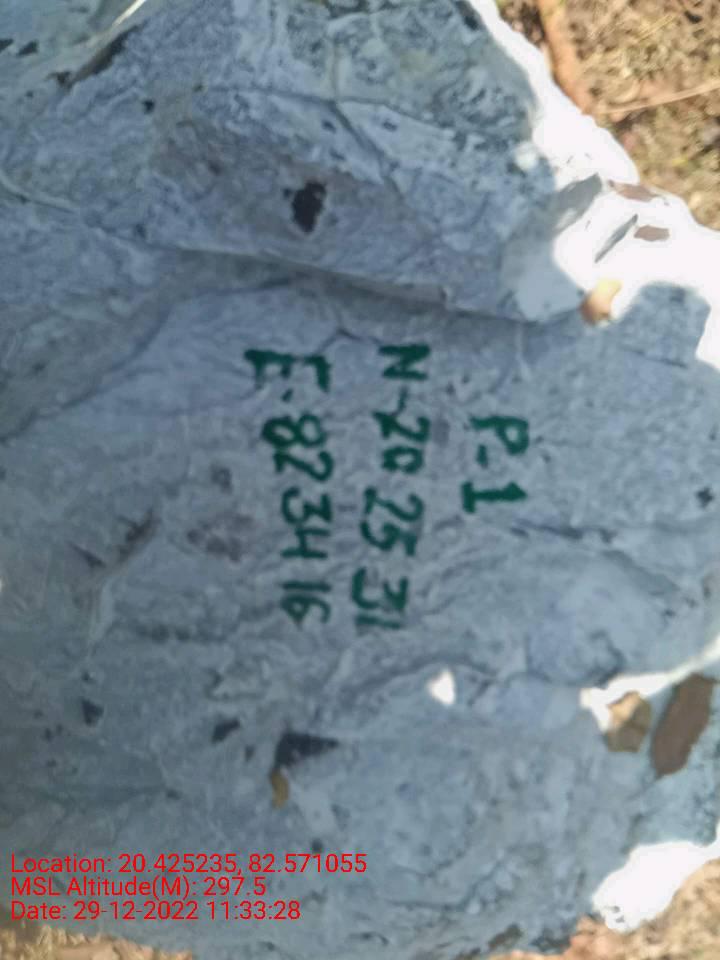 P-1
N-20 25 31
E-82 34 16
Location: 20.425235, 82.571055
MSL Altitude(M): 297.5
Date: 29-12-2022 11:33:28